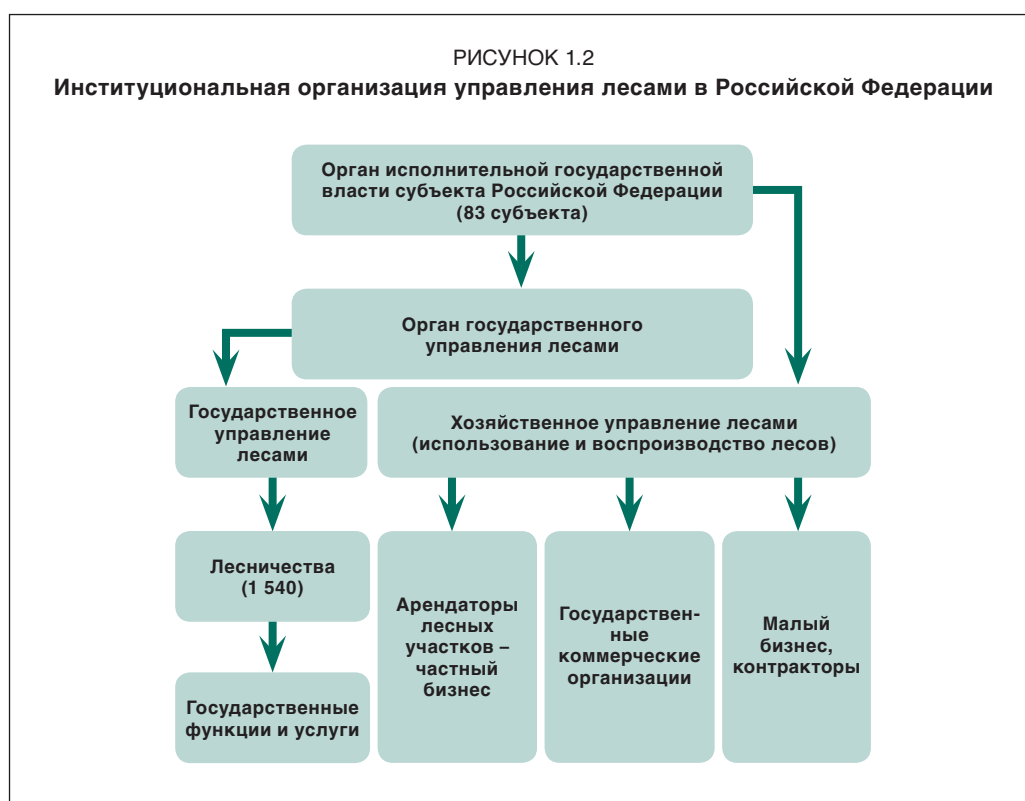 РИСУНОК 1.2
Институциональная организация управления лесами в Российской Федерации
Орган исполнительной государственной
власти субъекта Российской Федерации
(83 субъекта)
Орган государственного
управления лесами
Государственное
управление
лесами
Хозяйственное управление лесами
(использование и воспроизводство лесов)
Лесничества
(1 540)
Государственные
функции и услуги
Арендаторы
лесных
участков –
частный
бизнес
Государствен-
ные
коммерческие
организации
Малый
бизнес,
контракторы